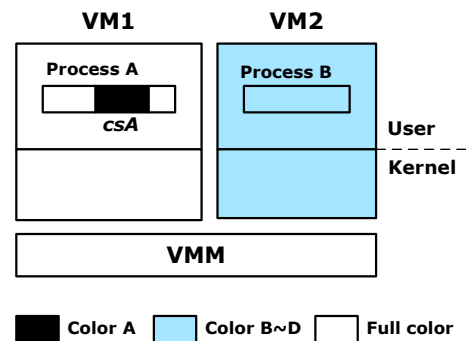 VM1 VM2
Process A Process B
csA
User
Kernel
VMM
Color A Color B~D Full color